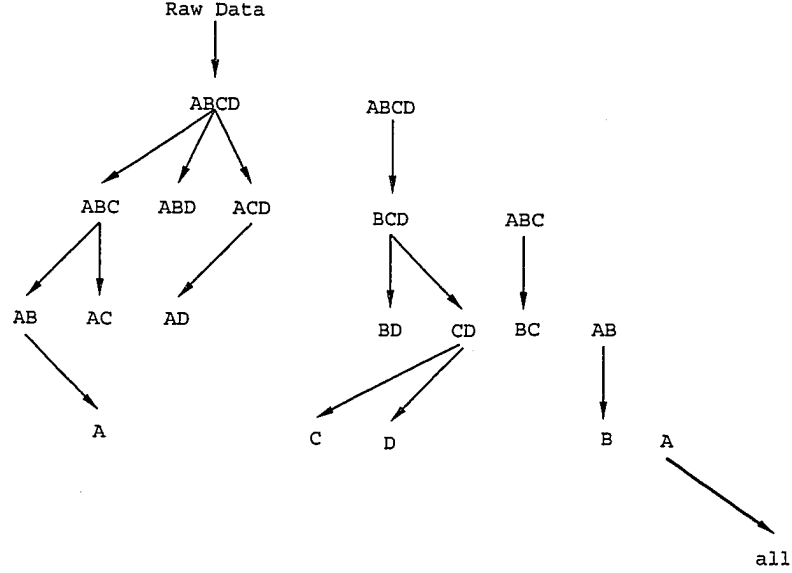 Raw Data
ABCD ABCD
ABC ABD ACD BCD ABC
AB AC AD BD CD BC AB
A C D B A
all